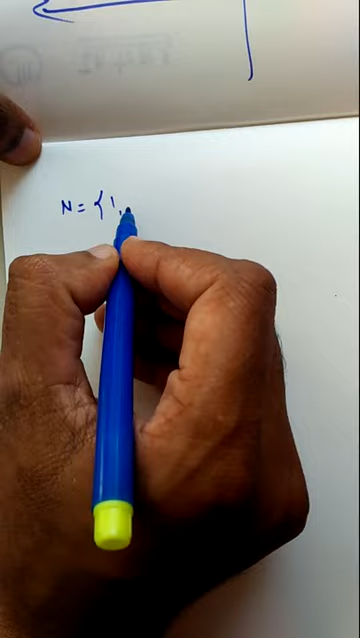 N = { 1,